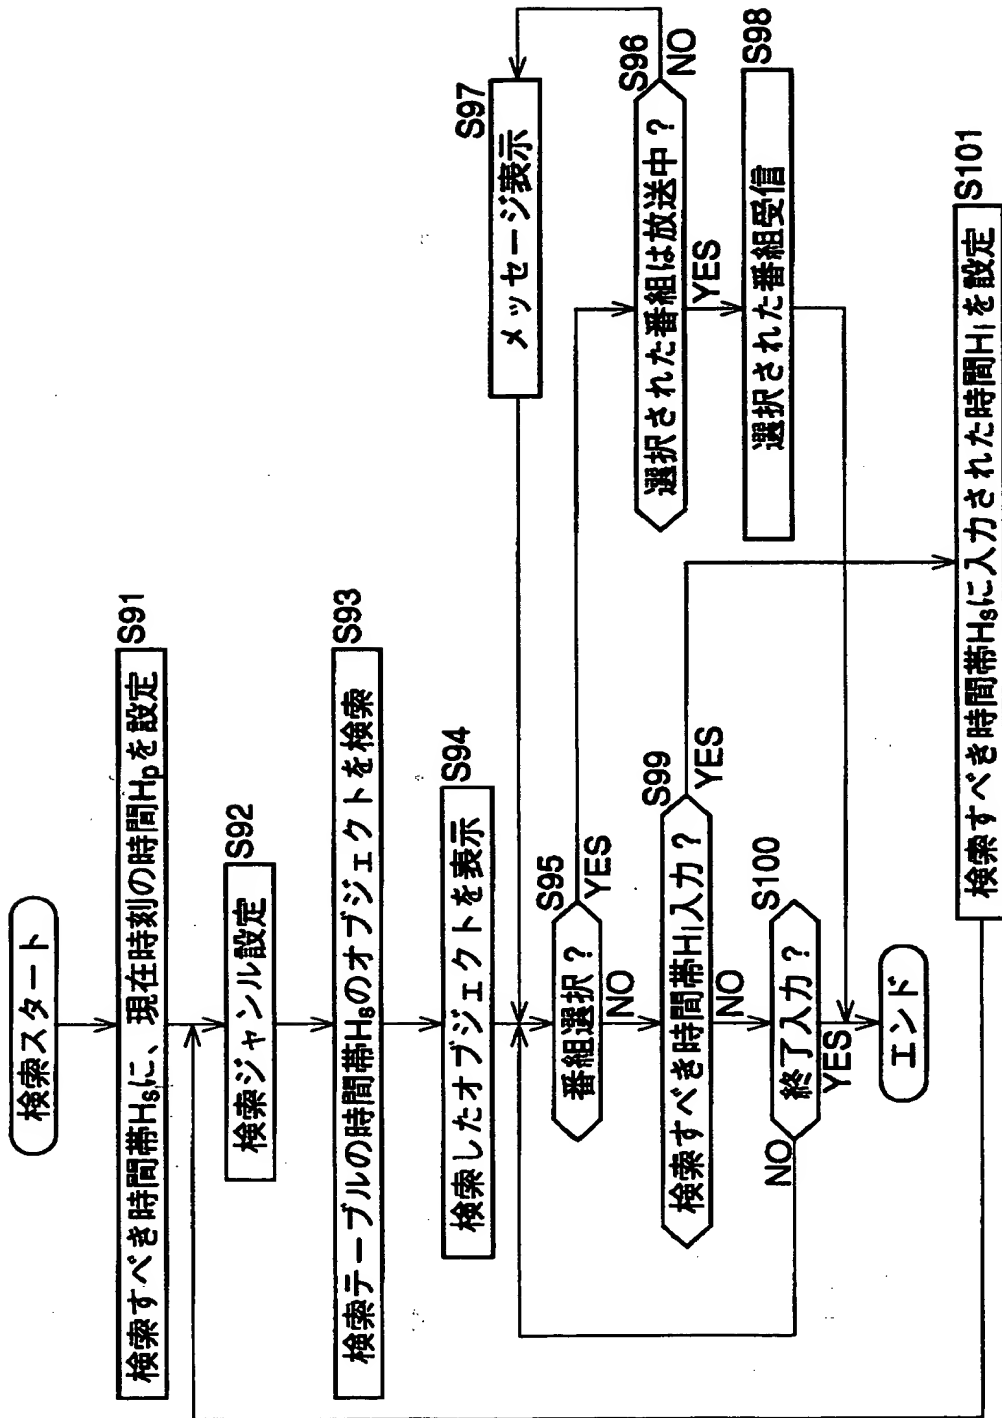 検索スタート
検索すべき時間帯Hsに、現在時刻の時間Hpを設定
S91
検索ジャンル設定
S92
検索テーブルの時間帯Hsのオブジェクトを検索
S93
検索したオブジェクトを表示
S94
番組選択？
S95
YES
NO
選択された番組は放送中？
S96
NO
YES
メッセージ表示
S97
選択された番組受信
S98
検索すべき時間帯HI入力？
S99
YES
NO
終了入力？
S100
NO
YES
検索すべき時間帯Hsに入力された時間HIを設定
S101
エンド